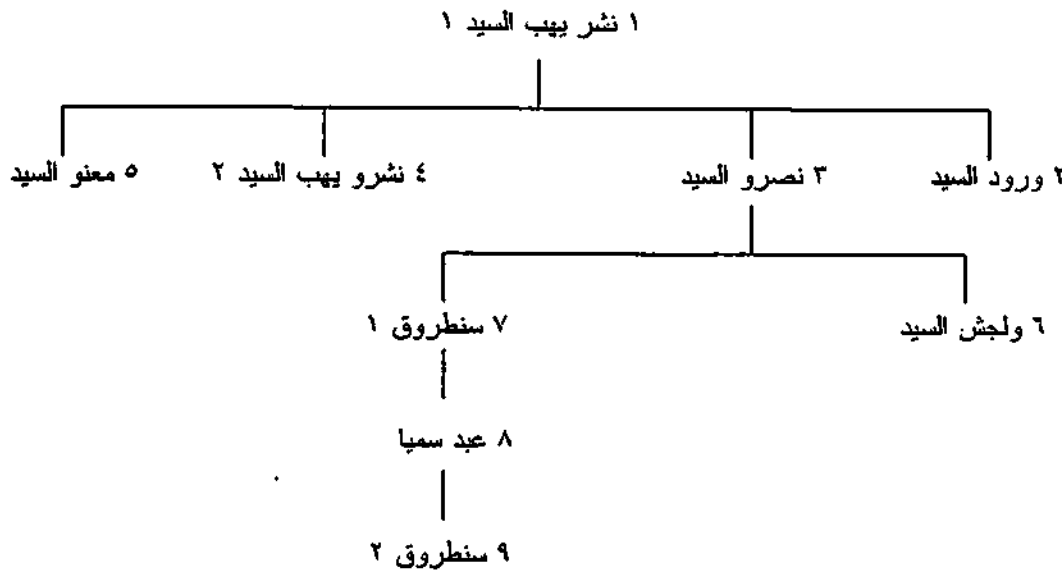 ١ نشر يهب السيد ١
٢ ورود السيد ٣ نصرو السيد ٤ نشرو يهب السيد ٢ ٥ معنو السيد
٦ ولجش السيد ٧ سنطروق ١
٨ عبد سميا
٩ سنطروق ٢